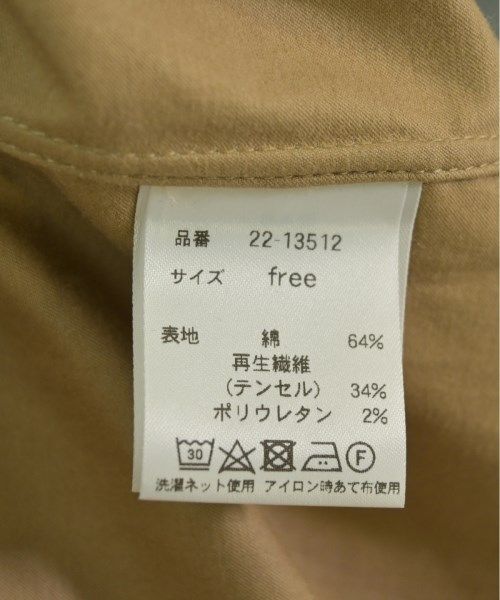 品番 22-13512
サイズ free
表地 綿 64%
再生繊維
(テンセル) 34%
ポリウレタン 2%
30 F
洗濯ネット使用 アイロン時あて布使用